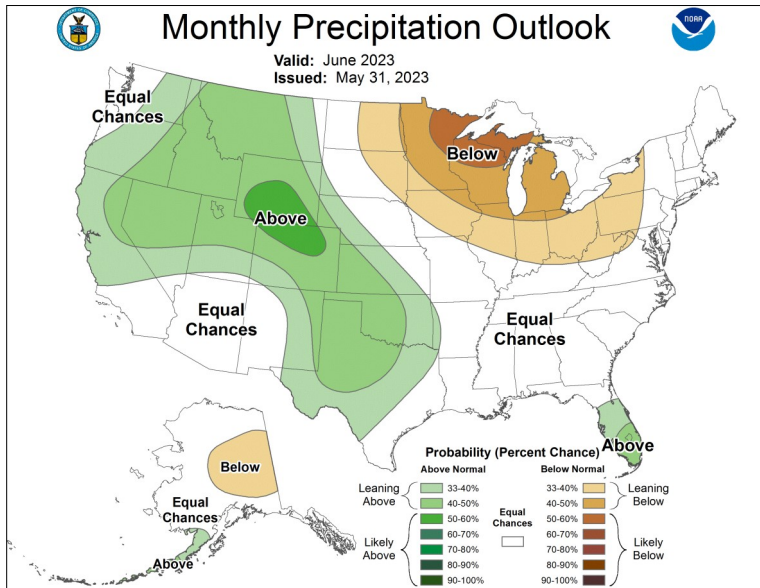 Monthly Precipitation Outlook
NOAA
Valid: June 2023
Issued: May 31, 2023
Equal
Chances
Below
Above
Equal
Chances
Equal
Chances
Above
Below
Equal
Chances
Above
Probability (Percent Chance)
Above Normal
Below Normal
Leaning
Above
33-40%
40-50%
Likely
Above
50-60%
60-70%
70-80%
80-90%
90-100%
Equal
Chances
33-40%
40-50%
Leaning
Below
50-60%
60-70%
70-80%
80-90%
90-100%
Likely
Below